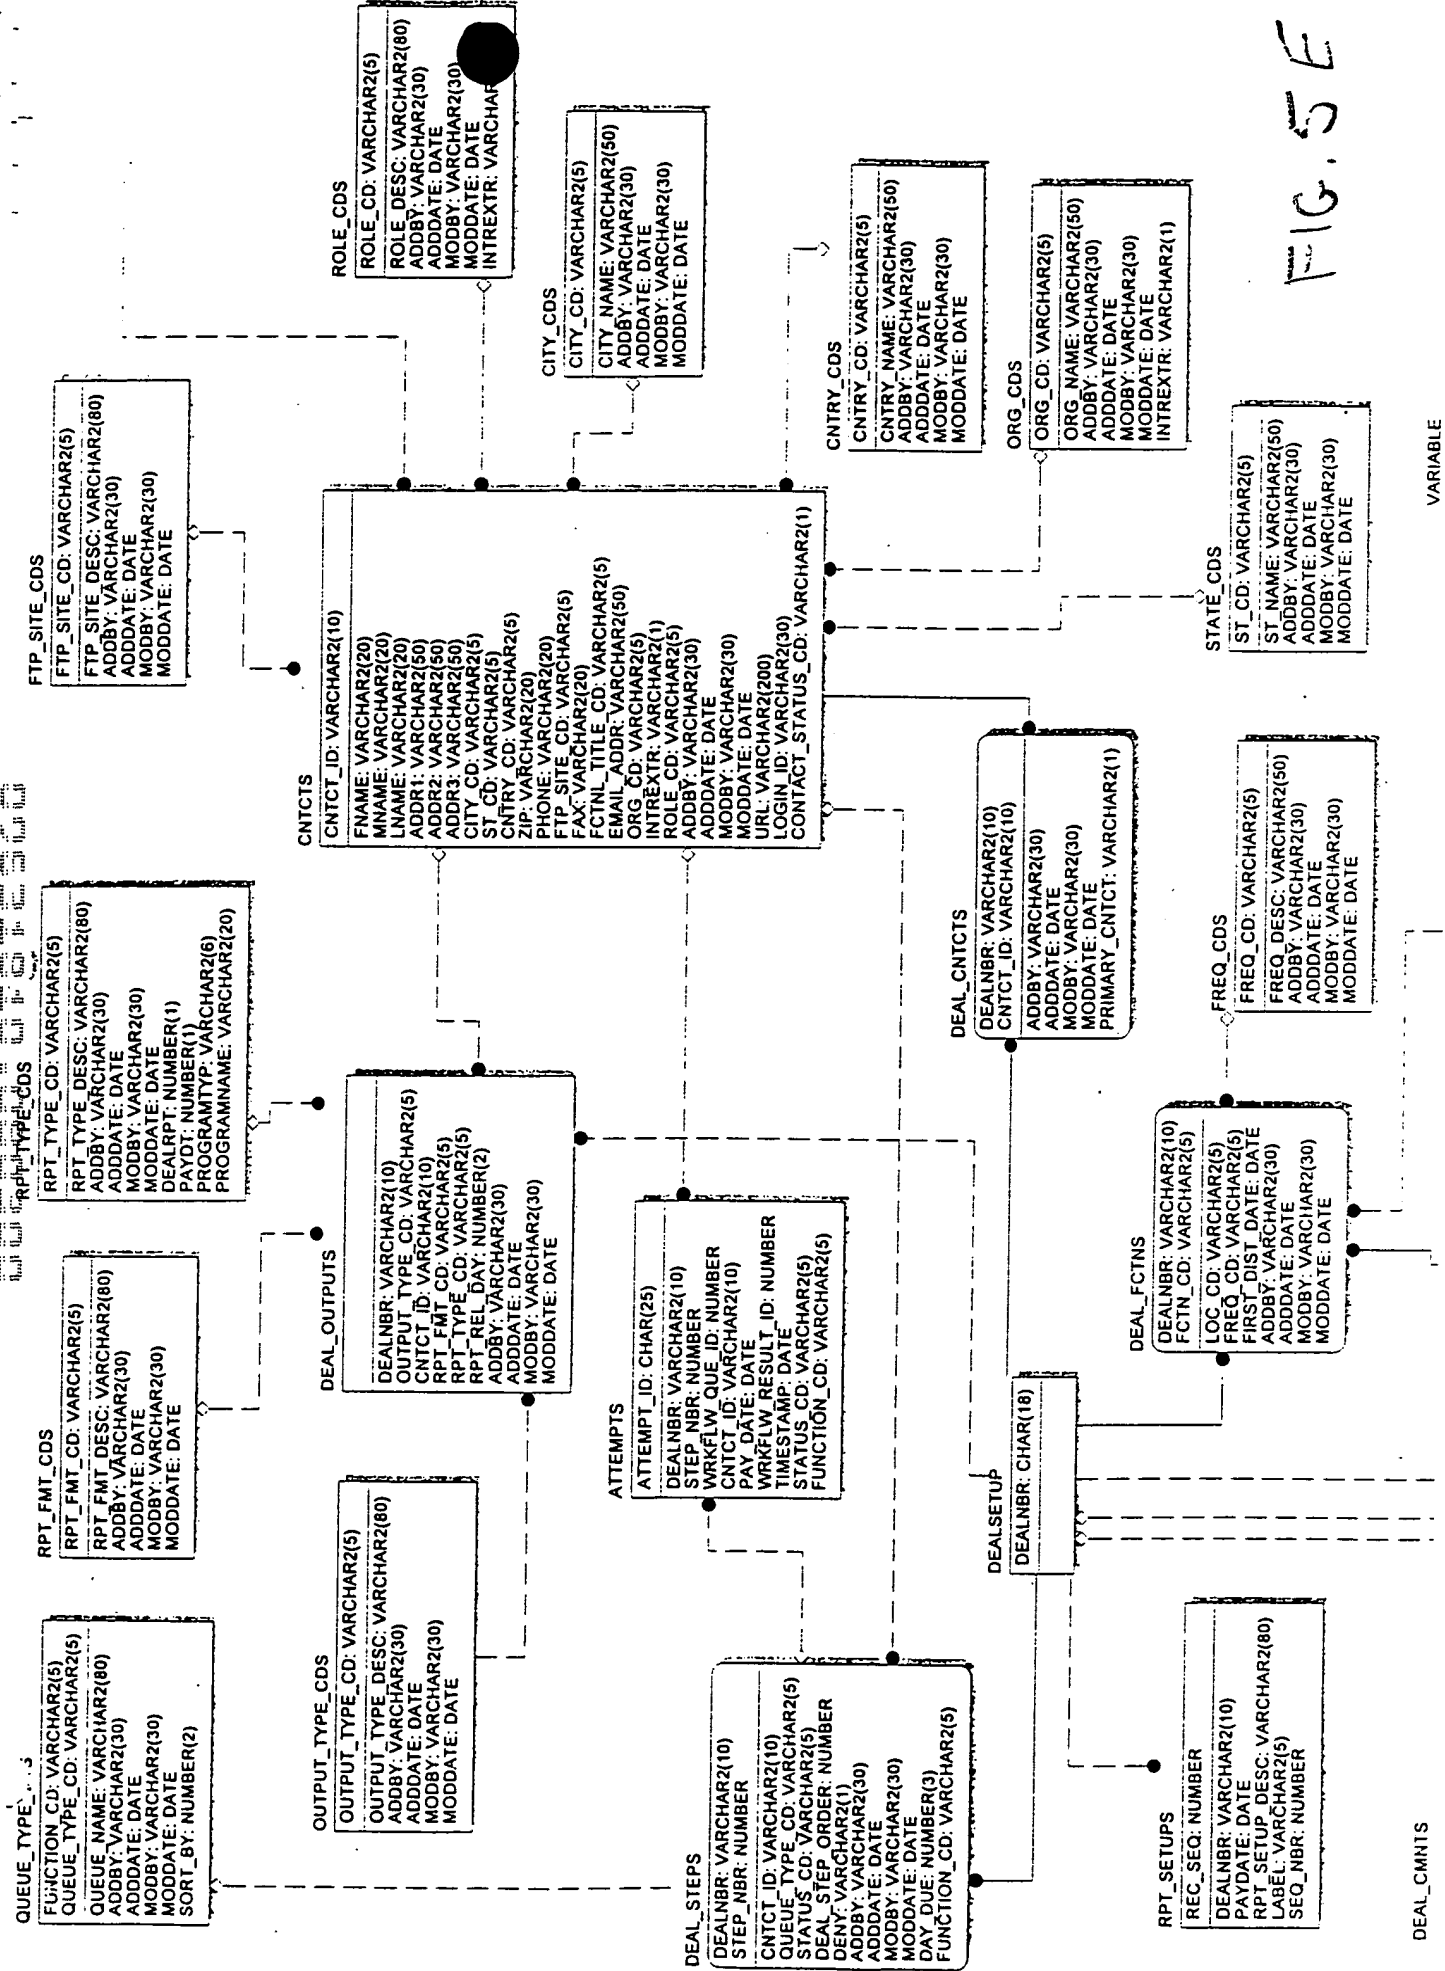 QUEUE_TYPE_
FUNCTION_CD: VARCHAR2(5)
QUEUE_TYPE_CD: VARCHAR2(5)
QUEUE_NAME: VARCHAR2(80)
ADDBY: VARCHAR2(30)
ADDDATE: DATE
MODBY: VARCHAR2(30)
MODDATE: DATE
SORT_BY: NUMBER(2)
RPT_FMT_CDS
RPT_FMT_CD: VARCHAR2(5)
RPT_FMT_DESC: VARCHAR2(80)
ADDBY: VARCHAR2(30)
ADDDATE: DATE
MODBY: VARCHAR2(30)
MODDATE: DATE
RPT_TYPE_CDS
RPT_TYPE_CD: VARCHAR2(5)
RPT_TYPE_DESC: VARCHAR2(80)
ADDBY: VARCHAR2(30)
ADDDATE: DATE
MODBY: VARCHAR2(30)
MODDATE: DATE
DEALRPT: NUMBER(1)
PAYDT: NUMBER(1)
PROGRAMTYP: VARCHAR2(6)
PROGRAMNAME: VARCHAR2(20)
FTP_SITE_CDS
FTP_SITE_CD: VARCHAR2(5)
FTP_SITE_DESC: VARCHAR2(80)
ADDBY: VARCHAR2(30)
ADDDATE: DATE
MODBY: VARCHAR2(30)
MODDATE: DATE
OUTPUT_TYPE_CDS
OUTPUT_TYPE_CD: VARCHAR2(5)
OUTPUT_TYPE_DESC: VARCHAR2(80)
ADDBY: VARCHAR2(30)
ADDDATE: DATE
MODBY: VARCHAR2(30)
MODDATE: DATE
DEAL_OUTPUTS
DEALNBR: VARCHAR2(10)
OUTPUT_TYPE_CD: VARCHAR2(5)
CNTCT_ID: VARCHAR2(10)
RPT_FMT_CD: VARCHAR2(5)
RPT_TYPE_CD: VARCHAR2(5)
RPT_REL_DAY: NUMBER(2)
ADDBY: VARCHAR2(30)
ADDDATE: DATE
MODBY: VARCHAR2(30)
MODDATE: DATE
CNTCTS
CNTCT_ID: VARCHAR2(10)
FNAME: VARCHAR2(20)
MNAME: VARCHAR2(20)
LNAME: VARCHAR2(20)
ADDR1: VARCHAR2(50)
ADDR2: VARCHAR2(50)
ADDR3: VARCHAR2(50)
CITY_CD: VARCHAR2(5)
ST_CD: VARCHAR2(5)
CNTRY_CD: VARCHAR2(5)
ZIP: VARCHAR2(20)
PHONE: VARCHAR2(20)
FTP_SITE_CD: VARCHAR2(5)
FAX: VARCHAR2(20)
FCTNL_TITLE_CD: VARCHAR2(5)
EMAIL_ADDR: VARCHAR2(50)
ORG_CD: VARCHAR2(5)
INTREXTR: VARCHAR2(1)
ROLE_CD: VARCHAR2(5)
ADDBY: VARCHAR2(30)
ADDDATE: DATE
MODBY: VARCHAR2(30)
MODDATE: DATE
URL: VARCHAR2(200)
LOGIN_ID: VARCHAR2(30)
CONTACT_STATUS_CD: VARCHAR2(1)
ROLE_CDS
ROLE_CD: VARCHAR2(5)
ROLE_DESC: VARCHAR2(80)
ADDBY: VARCHAR2(30)
ADDDATE: DATE
MODBY: VARCHAR2(30)
MODDATE: DATE
INTREXTR: VARCHAR
CITY_CDS
CITY_CD: VARCHAR2(5)
CITY_NAME: VARCHAR2(50)
ADDBY: VARCHAR2(30)
ADDDATE: DATE
MODBY: VARCHAR2(30)
MODDATE: DATE
ATTEMPTS
ATTEMPT_ID: CHAR(25)
DEALNBR: VARCHAR2(10)
STEP_NBR: NUMBER
WRKFLW_QUE_ID: NUMBER
CNTCT_ID: VARCHAR2(10)
PAY_DATE: DATE
WRKFLW_RESULT_ID: NUMBER
TIMESTAMP: DATE
STATUS_CD: VARCHAR2(5)
FUNCTION_CD: VARCHAR2(5)
DEAL_STEPS
DEALNBR: VARCHAR2(10)
STEP_NBR: NUMBER
CNTCT_ID: VARCHAR2(10)
QUEUE_TYPE_CD: VARCHAR2(5)
STATUS_CD: VARCHAR2(5)
DEAL_STEP_ORDER: NUMBER
DENY: VARCHAR2(1)
ADDBY: VARCHAR2(30)
ADDDATE: DATE
MODBY: VARCHAR2(30)
MODDATE: DATE
DAY_DUE: NUMBER(3)
FUNCTION_CD: VARCHAR2(5)
DEALSETUP
DEALNBR: CHAR(18)
DEAL_CNTCTS
DEALNBR: VARCHAR2(10)
CNTCT_ID: VARCHAR2(10)
ADDBY: VARCHAR2(30)
ADDDATE: DATE
MODBY: VARCHAR2(30)
MODDATE: DATE
PRIMARY_CNTCT: VARCHAR2(1)
CNTRY_CDS
CNTRY_CD: VARCHAR2(5)
CNTRY_NAME: VARCHAR2(50)
ADDBY: VARCHAR2(30)
ADDDATE: DATE
MODBY: VARCHAR2(30)
MODDATE: DATE
ORG_CDS
ORG_CD: VARCHAR2(5)
ORG_NAME: VARCHAR2(50)
ADDBY: VARCHAR2(30)
ADDDATE: DATE
MODBY: VARCHAR2(30)
MODDATE: DATE
INTREXTR: VARCHAR2(1)
RPT_SETUPS
REC_SEQ: NUMBER
DEALNBR: VARCHAR2(10)
PAYDATE: DATE
RPT_SETUP_DESC: VARCHAR2(80)
LABEL: VARCHAR2(5)
SEQ_NBR: NUMBER
DEAL_FCTNS
DEALNBR: VARCHAR2(10)
FCTN_CD: VARCHAR2(5)
LOC_CD: VARCHAR2(5)
FREQ_CD: VARCHAR2(5)
FIRST_DIST_DATE: DATE
ADDBY: VARCHAR2(30)
ADDDATE: DATE
MODBY: VARCHAR2(30)
MODDATE: DATE
FREQ_CDS
FREQ_CD: VARCHAR2(5)
FREQ_DESC: VARCHAR2(50)
ADDBY: VARCHAR2(30)
ADDDATE: DATE
MODBY: VARCHAR2(30)
MODDATE: DATE
STATE_CDS
ST_CD: VARCHAR2(5)
ST_NAME: VARCHAR2(50)
ADDBY: VARCHAR2(30)
ADDDATE: DATE
MODBY: VARCHAR2(30)
MODDATE: DATE
FIG. 5E
DEAL_CMNTS
VARIABLE